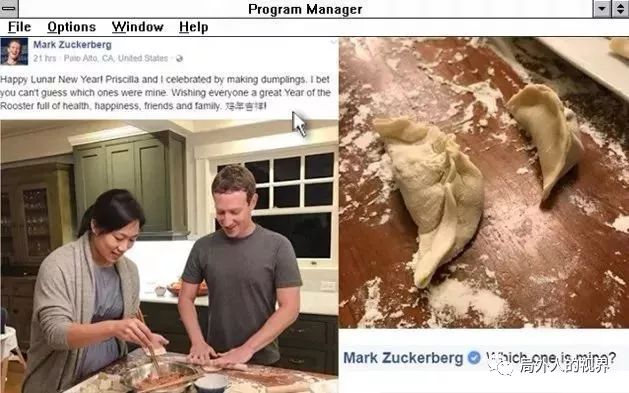 Program Manager
File Options Window Help
Mark Zuckerberg
21 hrs · Palo Alto, CA, United States ·
Happy Lunar New Year! Priscilla and I celebrated by making dumplings. I bet
you can't guess which ones were mine. Wishing everyone a great Year of the
Rooster full of health, happiness, friends and family. 鸡年吉祥!
Mark Zuckerberg Which one is mine?
局外人的视界